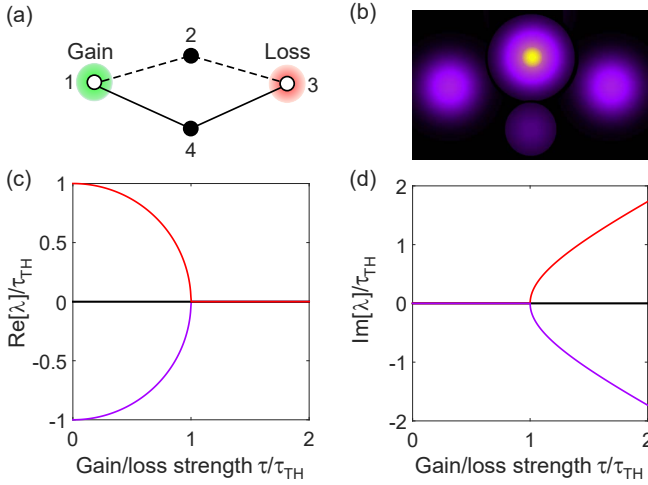 (a)
Gain
Loss
1
2
3
4
(b)
(c)
1
0.5
0
-0.5
-1
Re[λ]/τTH
0
1
2
Gain/loss strength τ/τTH
(d)
2
1
0
-1
-2
Im[λ]/τTH
0
1
2
Gain/loss strength τ/τTH